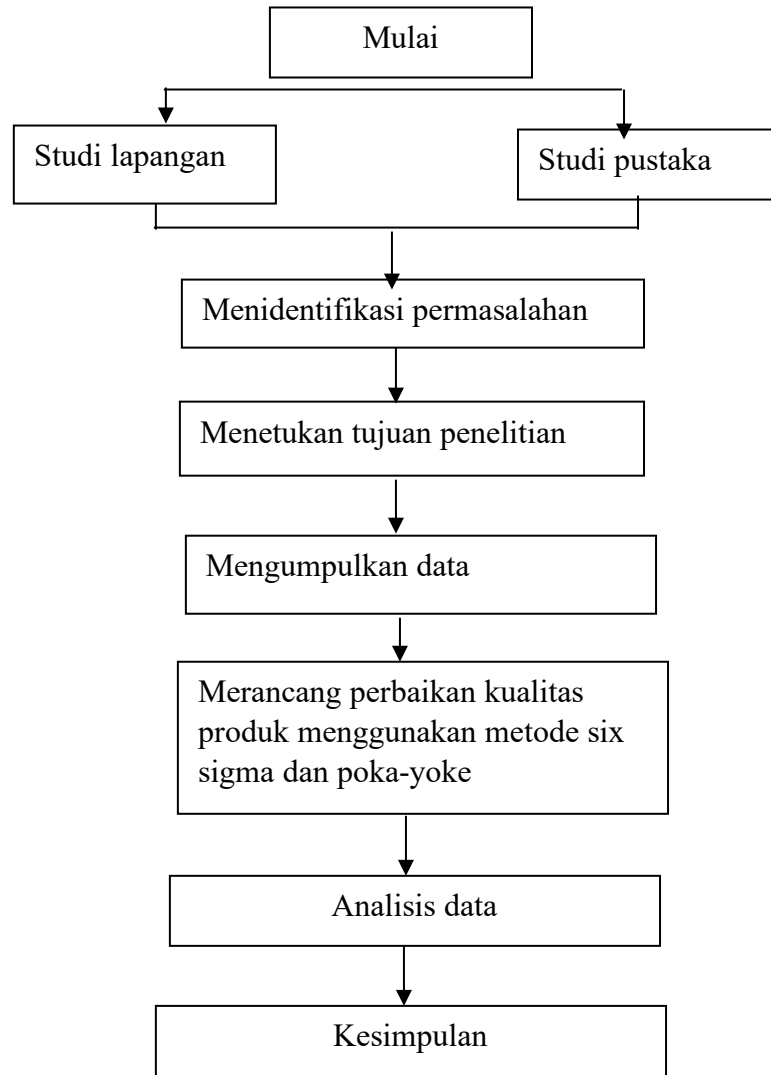 Mulai
Studi lapangan
Studi pustaka
Menidentifikasi permasalahan
Menetukan tujuan penelitian
Mengumpulkan data
Merancang perbaikan kualitas
produk menggunakan metode six
sigma dan poka-yoke
Analisis data
Kesimpulan